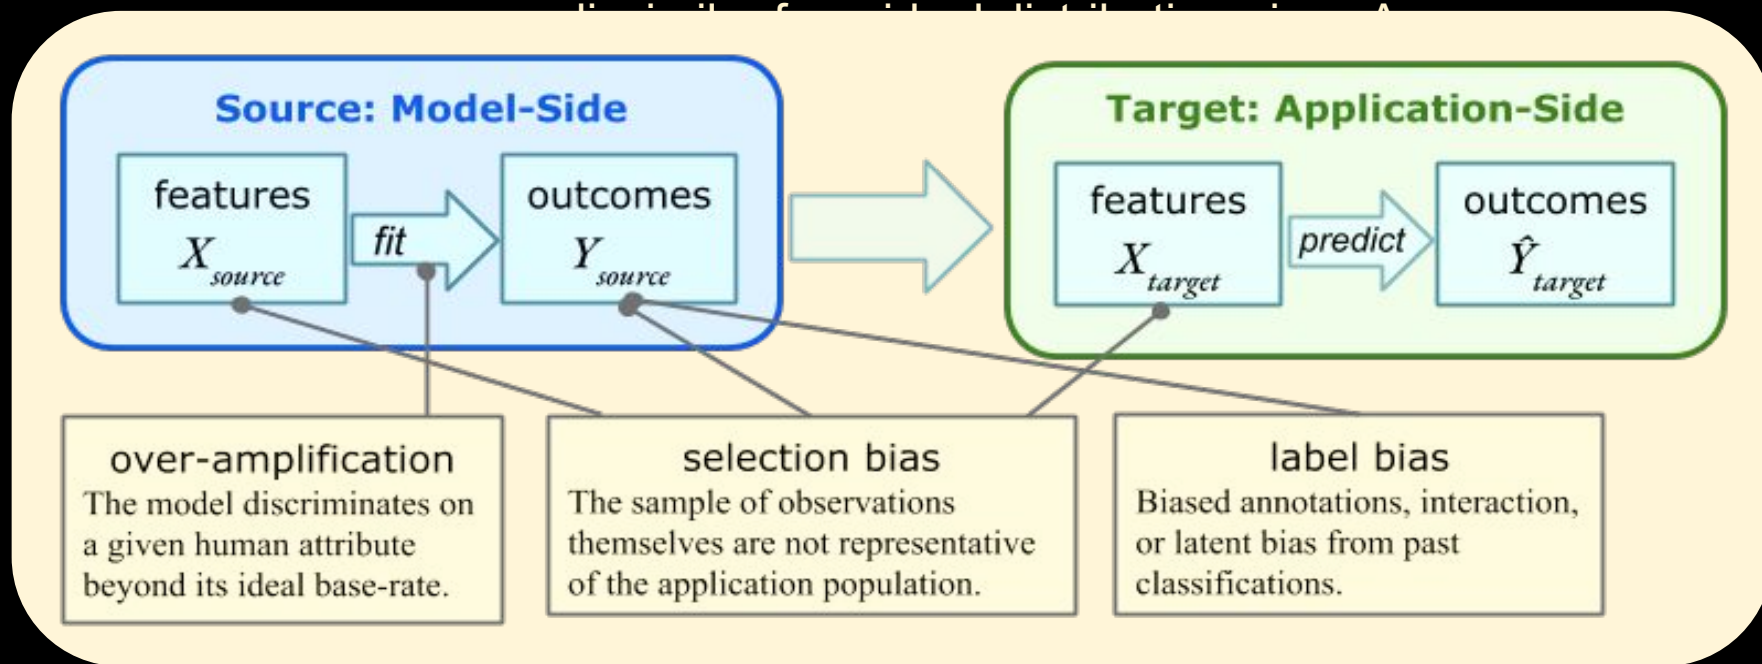 Source: Model-Side
features
X source
fit
outcomes
Y source
Target: Application-Side
features
X target
predict
outcomes
Ŷ target
over-amplification
The model discriminates on
a given human attribute
beyond its ideal base-rate.
selection bias
The sample of observations
themselves are not representative
of the application population.
label bias
Biased annotations, interaction,
or latent bias from past
classifications.